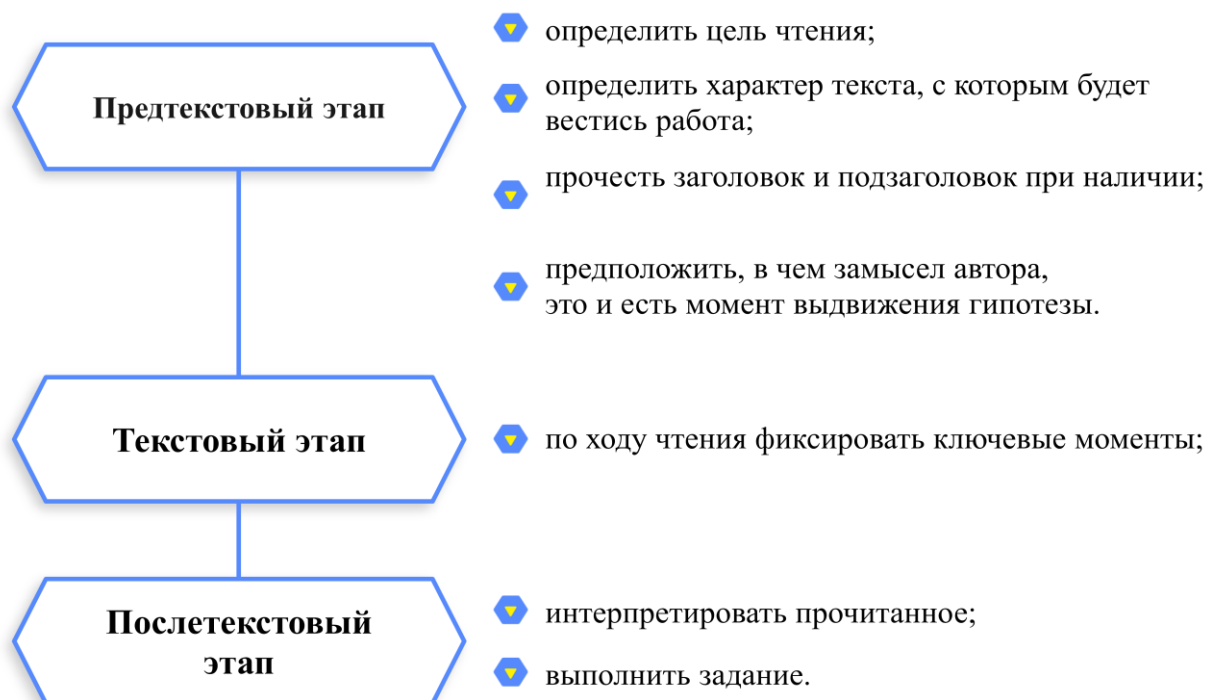 Предтекстовый этап
определить цель чтения;
определить характер текста, с которым будет
вестись работа;
прочесть заголовок и подзаголовок при наличии;
предположить, в чем замысел автора,
это и есть момент выдвижения гипотезы.
Текстовый этап
по ходу чтения фиксировать ключевые моменты;
Послетекстовый
этап
интерпретировать прочитанное;
выполнить задание.